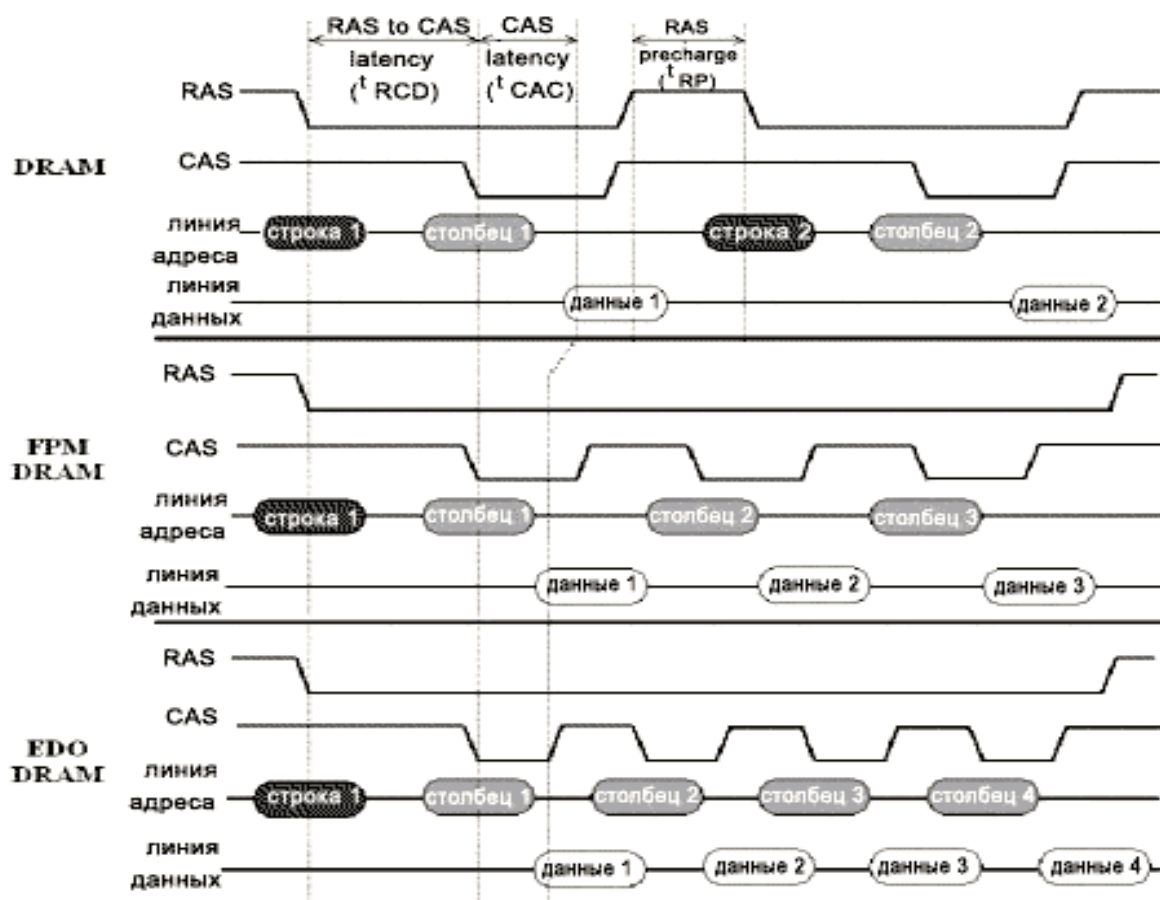 RAS to CAS
latency
(t RCD)
CAS
latency
(t CAC)
RAS
precharge
(t RP)
DRAM
RAS
CAS
линия
адреса
строка 1
столбец 1
строка 2
столбец 2
линия
данных
данные 1
данные 2
FPM
DRAM
RAS
CAS
линия
адреса
строка 1
столбец 1
столбец 2
столбец 3
линия
данных
данные 1
данные 2
данные 3
EDO
DRAM
RAS
CAS
линия
адреса
строка 1
столбец 1
столбец 2
столбец 3
столбец 4
линия
данных
данные 1
данные 2
данные 3
данные 4